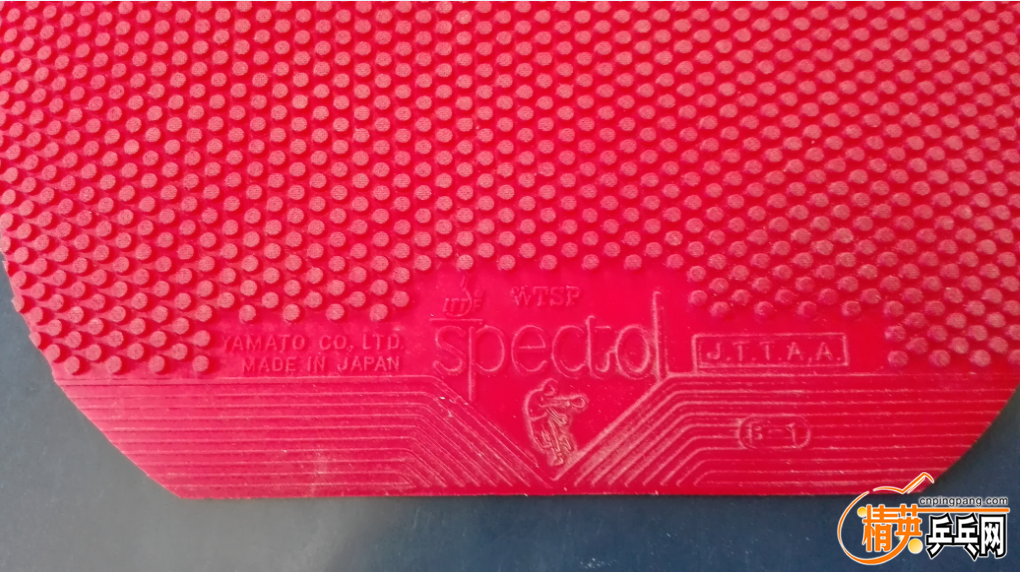 ITTF WTSP
YAMATO CO, LTD.
MADE IN JAPAN
Spectol
J.T.T.A.A.
B-1
cnpingpang.com
精英乒乓网